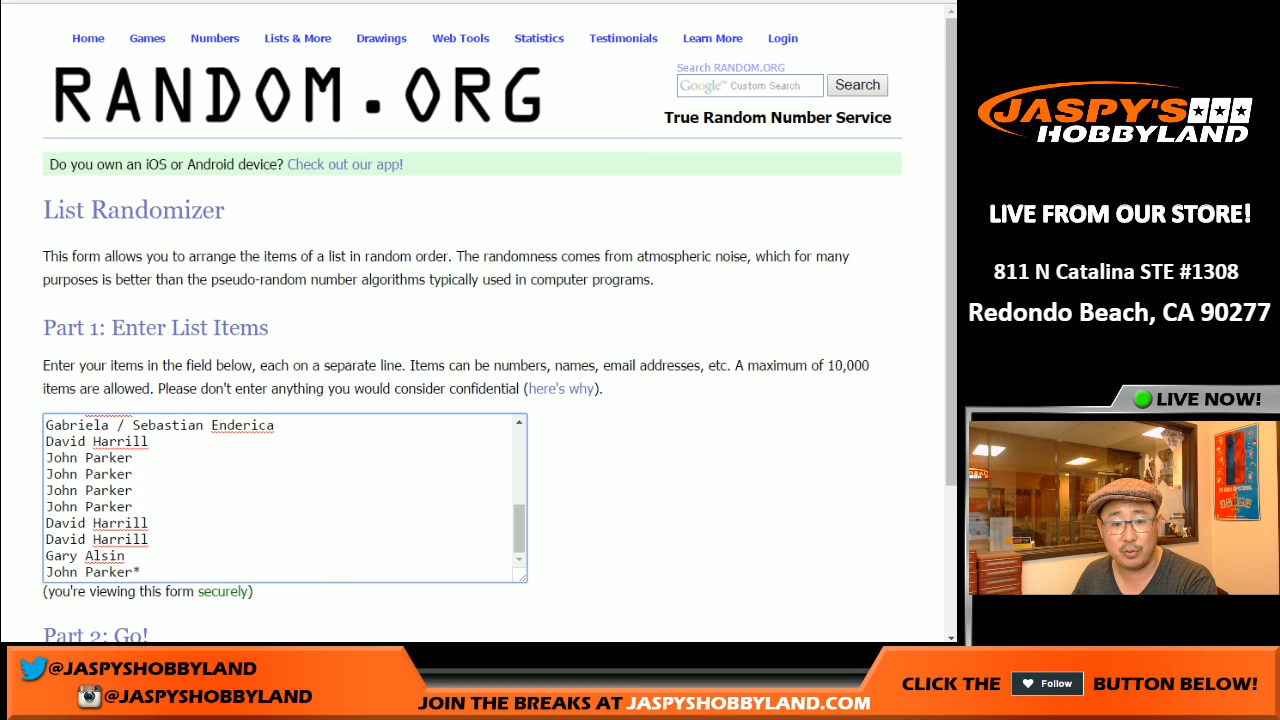 Home Games Numbers Lists & More Drawings Web Tools Statistics Testimonials Learn More Login
RANDOM.ORG
Search RANDOM.ORG
Google™ Custom Search Search
True Random Number Service
Do you own an iOS or Android device? Check out our app!
List Randomizer
This form allows you to arrange the items of a list in random order. The randomness comes from atmospheric noise, which for many
purposes is better than the pseudo-random number algorithms typically used in computer programs.
Part 1: Enter List Items
Enter your items in the field below, each on a separate line. Items can be numbers, names, email addresses, etc. A maximum of 10,000
items are allowed. Please don't enter anything you would consider confidential (here's why).
Gabriela / Sebastian Enderica
David Harrill
John Parker
John Parker
John Parker
John Parker
David Harrill
David Harrill
Gary Alsin
John Parker*
(you're viewing this form securely)
Part 2: Go!
JASPY'S
HOBBYLAND
LIVE FROM OUR STORE!
811 N Catalina STE #1308
Redondo Beach, CA 90277
LIVE NOW!
@JASPYSHOBBYLAND
@JASPYSHOBBYLAND
JOIN THE BREAKS AT JASPYSHOBBYLAND.COM
CLICK THE Follow BUTTON BELOW!